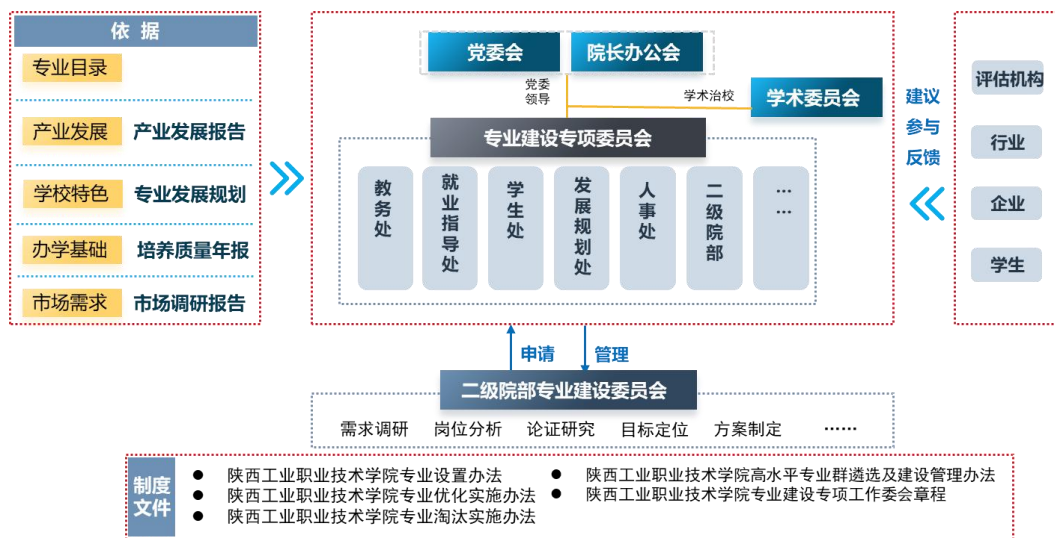 依 据
专业目录
产业发展 产业发展报告
学校特色 专业发展规划
办学基础 培养质量年报
市场需求 市场调研报告
党委会
院长办公会
党委
领导
学术治校
学术委员会
专业建设专项委员会
教务处
就业指导处
学生处
发展规划处
人事处
二级院部
……
建议
参与
反馈
评估机构
行业
企业
学生
申请
管理
二级院部专业建设委员会
需求调研 岗位分析 论证研究 目标定位 方案制定 ……
制度
文件
● 陕西工业职业技术学院专业设置办法
● 陕西工业职业技术学院专业优化实施办法
● 陕西工业职业技术学院专业淘汰实施办法
● 陕西工业职业技术学院高水平专业群遴选及建设管理办法
● 陕西工业职业技术学院专业建设专项工作委会章程